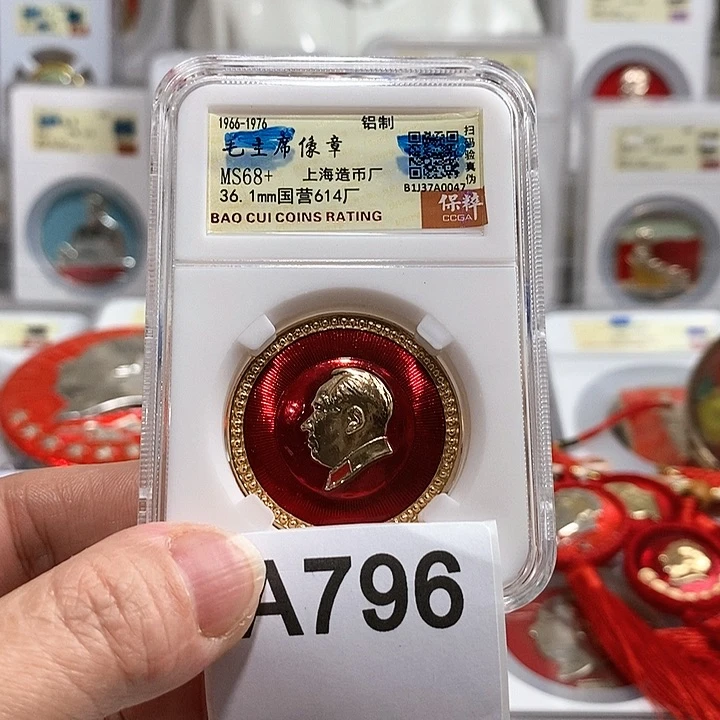 1966-1976 铝制
毛主席像章
MS68+ 上海造币厂
36.1mm国营614厂
BAO CUI COINS RATING
扫码验真伪
B1J37A0047
保粹
CCGA
A796